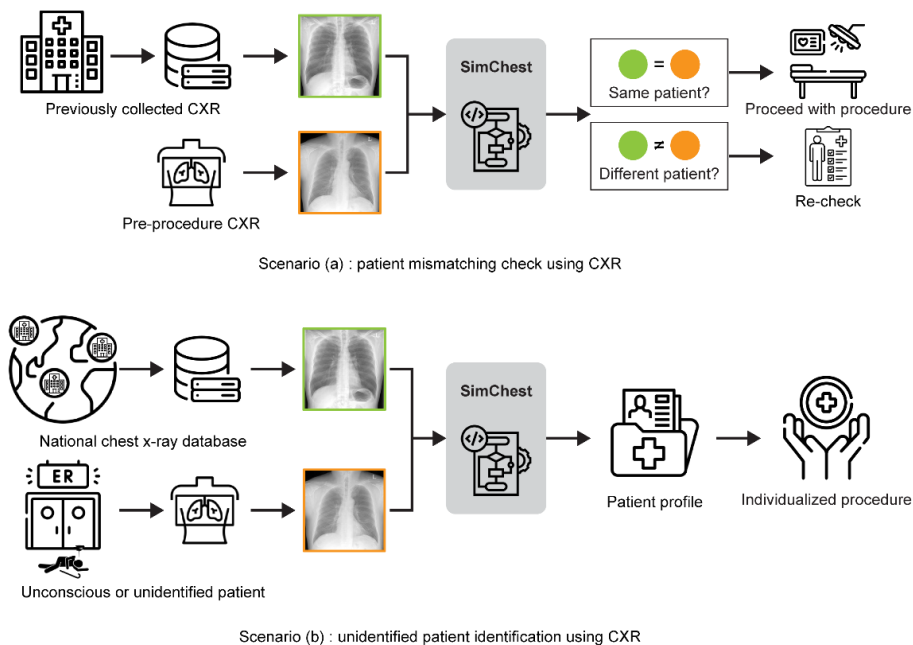 SimChest
Previously collected CXR
Same patient?
Proceed with procedure
Different patient?
Pre-procedure CXR
Re-check
Scenario (a) : patient mismatching check using CXR
SimChest
National chest x-ray database
ER
Patient profile
Individualized procedure
Unconscious or unidentified patient
Scenario (b) : unidentified patient identification using CXR